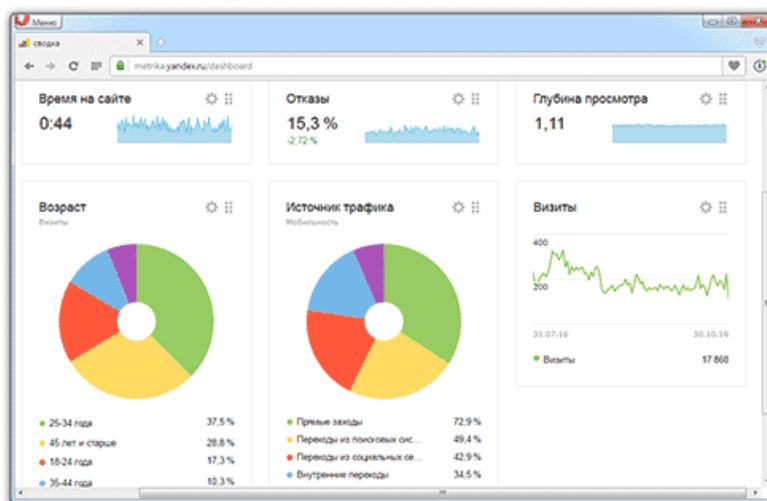 Меню
сводка
metrika.yandex.ru/dashboard
Время на сайте
0:44
Отказы
15,3 %
-2,72 %
Глубина просмотра
1,11
Возраст
Визиты
25-34 года 37,5 %
45 лет и старше 28,8 %
18-24 года 17,3 %
35-44 года 10,3 %
Источник трафика
Мобильность
Прямые заходы 72,9 %
Переходы из поисковых сис... 49,4 %
Переходы из социальных се... 42,9 %
Внутренние переходы 34,5 %
Визиты
400
200
31.07.16 30.10.16
Визиты 17 860